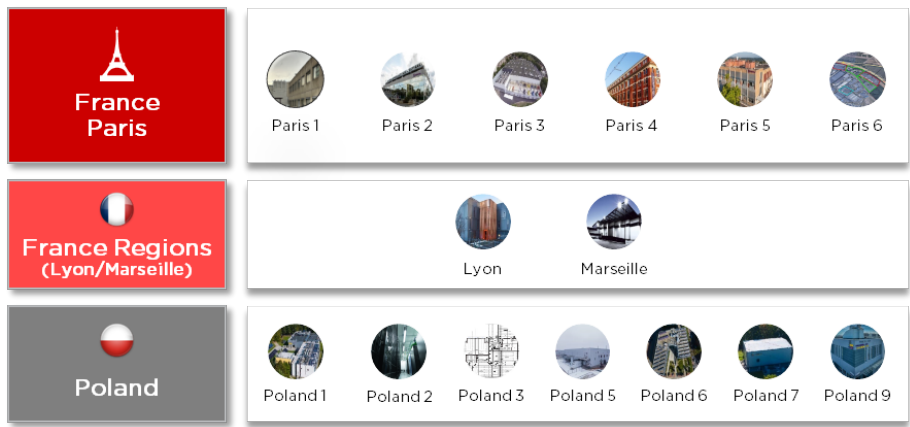 France
Paris
Paris 1
Paris 2
Paris 3
Paris 4
Paris 5
Paris 6
France Regions
(Lyon/Marseille)
Lyon
Marseille
Poland
Poland 1
Poland 2
Poland 3
Poland 5
Poland 6
Poland 7
Poland 9